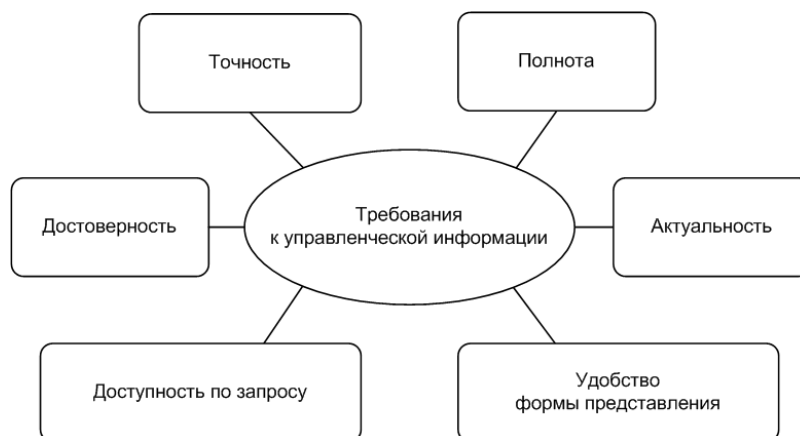 Точность
Полнота
Достоверность
Требования
к управленческой информации
Актуальность
Доступность по запросу
Удобство
формы представления